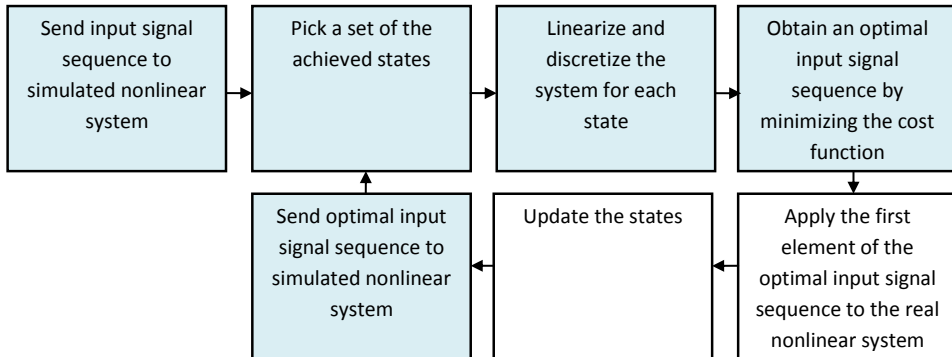 Send input signal
sequence to
simulated nonlinear
system
Pick a set of the
achieved states
Linearize and
discretize the
system for each
state
Obtain an optimal
input signal
sequence by
minimizing the cost
function
Send optimal input
signal sequence to
simulated nonlinear
system
Update the states
Apply the first
element of the
optimal input signal
sequence to the real
nonlinear system